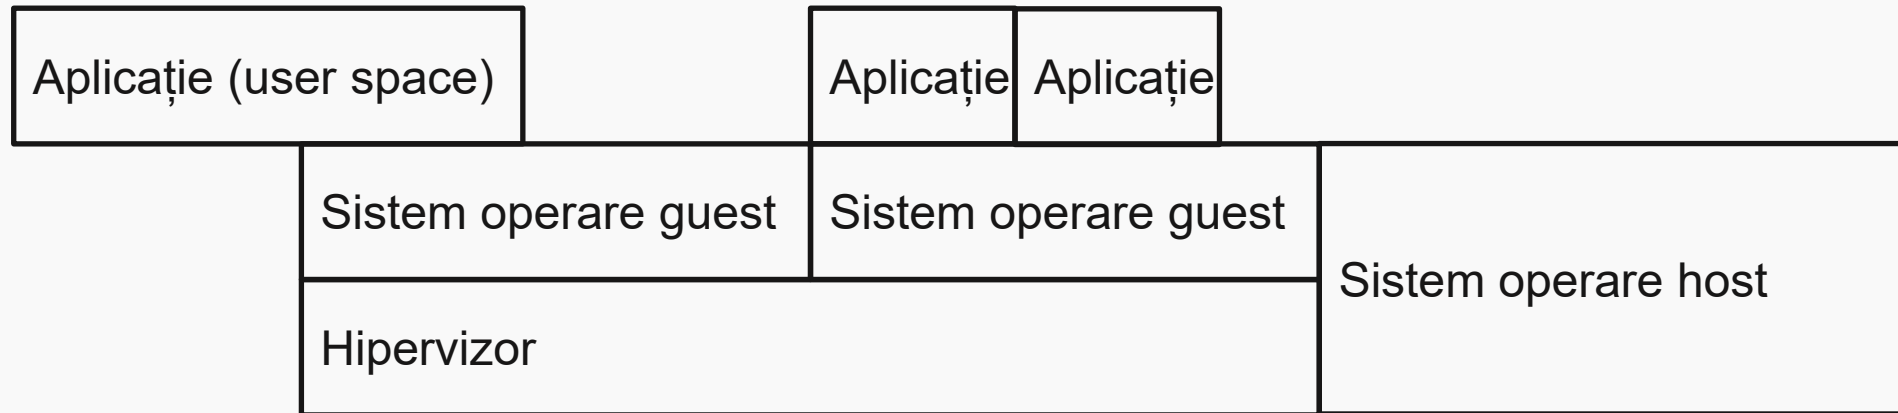 Aplicație (user space)
Aplicație
Aplicație
Sistem operare guest
Sistem operare guest
Sistem operare host
Hipervizor